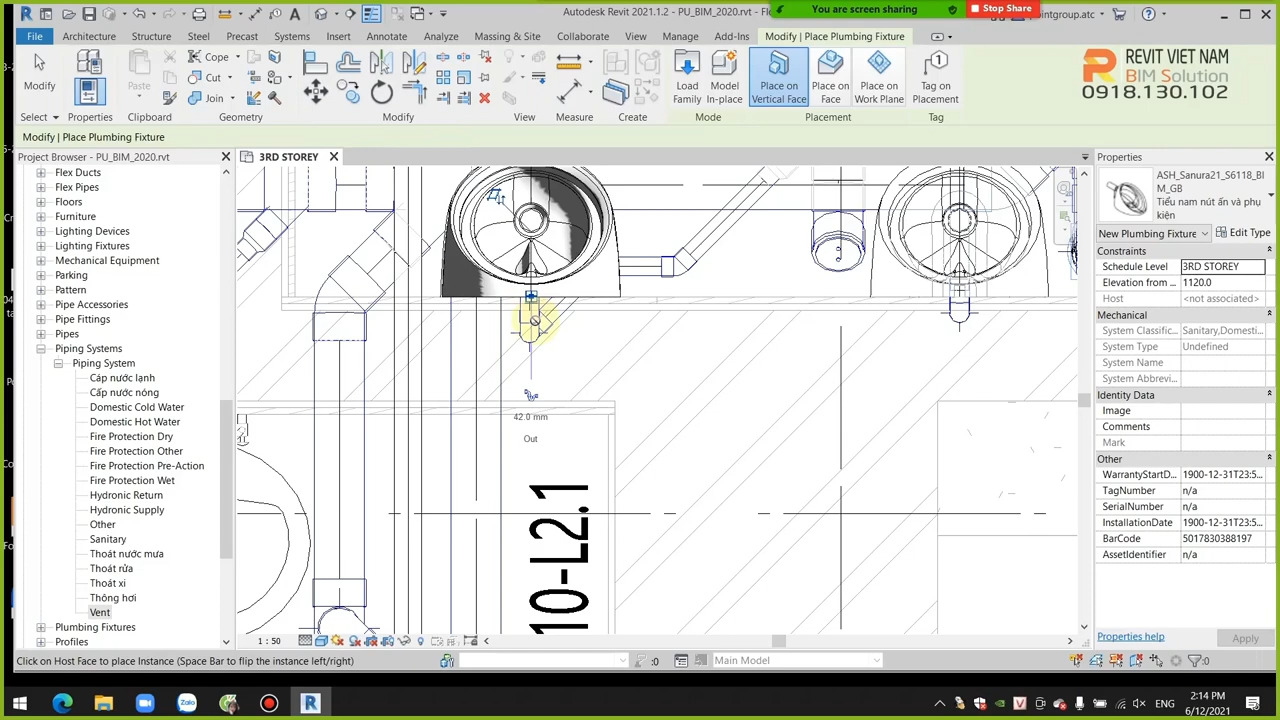 Autodesk Revit 2021.1.2 - PU_BIM_2020.rvt - Fl
You are screen sharing
Stop Share
ointgroup.atc
File
Architecture
Structure
Steel
Precast
Systems
Insert
Annotate
Analyze
Massing & Site
Collaborate
View
Manage
Add-Ins
Modify | Place Plumbing Fixture
Modify
Paste
Cope
Cut
Join
Load Family
Model In-place
Place on Vertical Face
Place on Face
Place on Work Plane
Tag on Placement
REVIT VIET NAM
BIM Solution
0918.130.102
Select
Properties
Clipboard
Geometry
Modify
View
Measure
Create
Mode
Placement
Tag
Modify | Place Plumbing Fixture
Project Browser - PU_BIM_2020.rvt
3RD STOREY
Properties
Flex Ducts
Flex Pipes
Floors
Furniture
Lighting Devices
Lighting Fixtures
Mechanical Equipment
Parking
Pattern
Pipe Accessories
Pipe Fittings
Pipes
Piping Systems
Piping System
Cáp nước lạnh
Cấp nước nóng
Domestic Cold Water
Domestic Hot Water
Fire Protection Dry
Fire Protection Other
Fire Protection Pre-Action
Fire Protection Wet
Hydronic Return
Hydronic Supply
Other
Sanitary
Thoát nước mưa
Thoát rửa
Thoát xi
Thông hơi
Vent
Plumbing Fixtures
Profiles
42.0 mm
Out
10-L2.1
ASH_Sanura21_S6118_BI
M_GB
Tiểu nam nút ấn và phụ
kiện
New Plumbing Fixture
Edit Type
Constraints
Schedule Level 3RD STOREY
Elevation from ... 1120.0
Host <not associated>
Mechanical
System Classific... Sanitary,Domest...
System Type Undefined
System Name
System Abbrevi...
Identity Data
Image
Comments
Mark
Other
WarrantyStartD... 1900-12-31T23:5...
TagNumber n/a
SerialNumber n/a
InstallationDate 1900-12-31T23:5...
BarCode 5017830388197
AssetIdentifier n/a
Properties help
Apply
1 : 50
Click on Host Face to place Instance (Space Bar to flip the instance left/right)
:0
Main Model
:0
Zalo
ENG
2:14 PM
6/12/2021